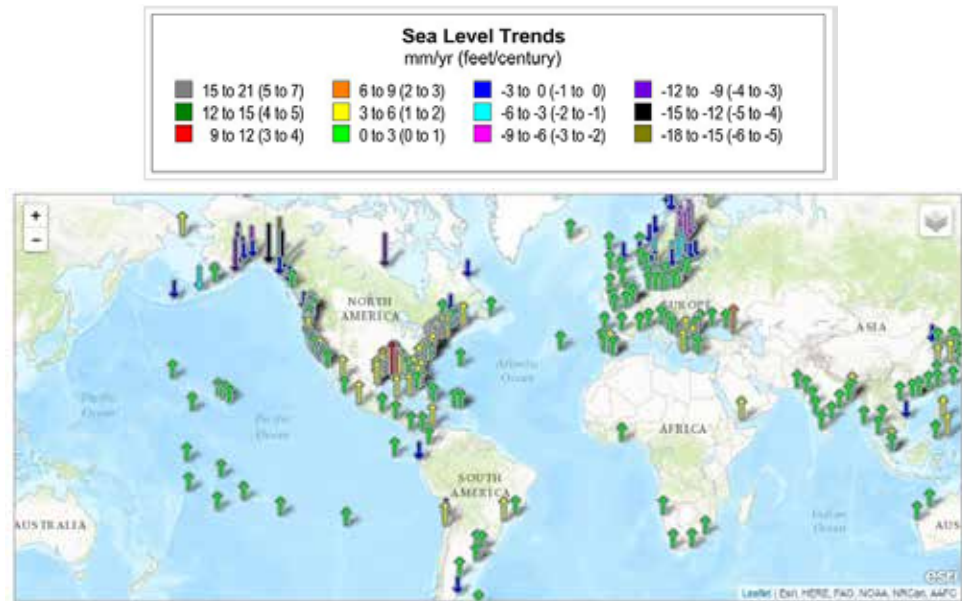 Sea Level Trends
mm/yr (feet/century)
15 to 21 (5 to 7) 6 to 9 (2 to 3) -3 to 0 (-1 to 0) -12 to -9 (-4 to -3)
12 to 15 (4 to 5) 3 to 6 (1 to 2) -6 to -3 (-2 to -1) -15 to -12 (-5 to -4)
9 to 12 (3 to 4) 0 to 3 (0 to 1) -9 to -6 (-3 to -2) -18 to -15 (-6 to -5)
+
−
NORTH
AMERICA
EUROPE
ASIA
Atlantic
Ocean
Pacific
Ocean
Pacific
Ocean
AFRICA
SOUTH
AMERICA
Indian
Ocean
AUSTRALIA
AUS
esri
Leaflet | Esri, HERE, FAO, NOAA, NRCan, AAFC